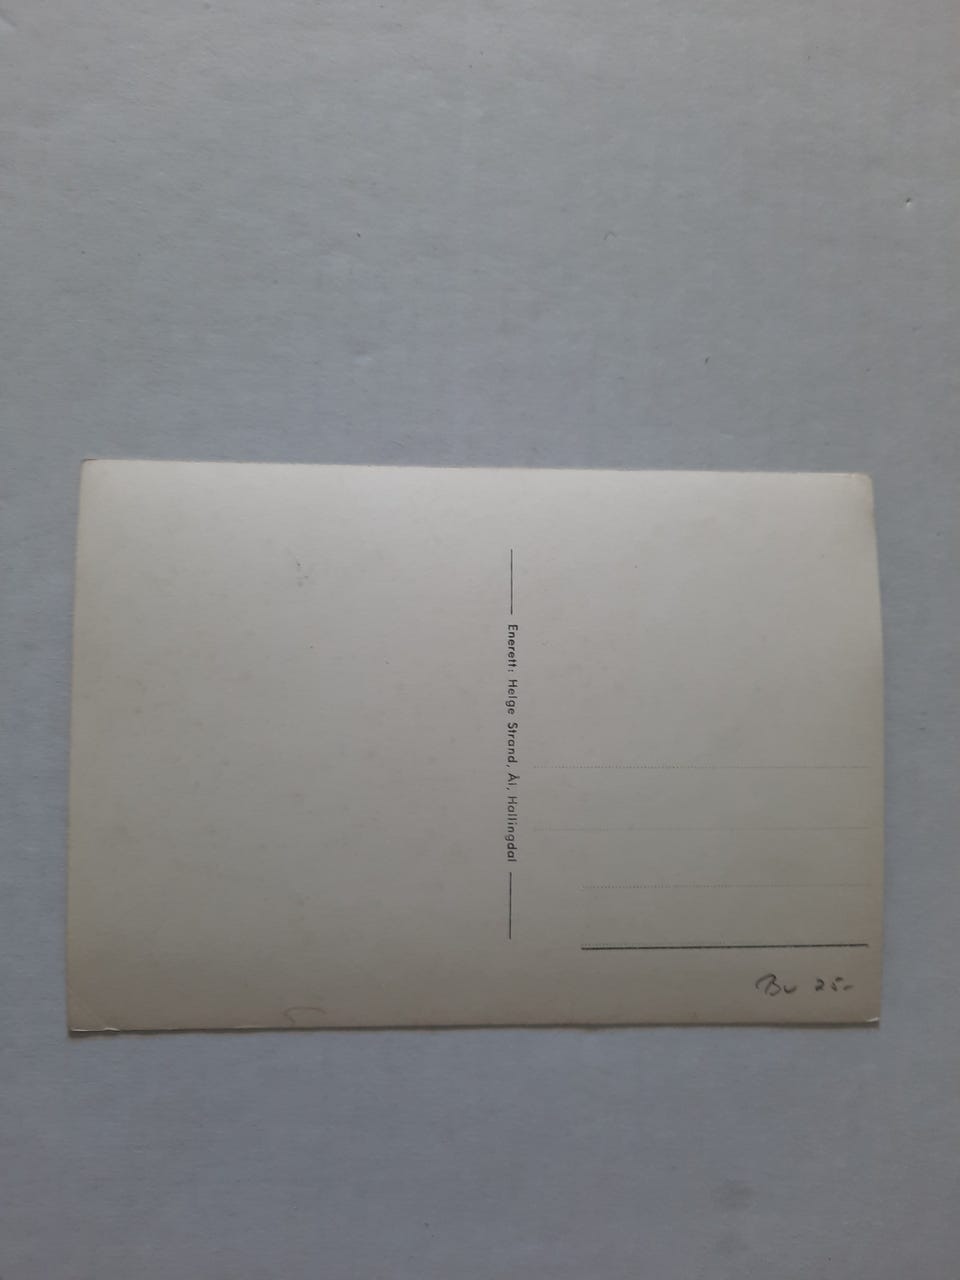 Enerett: Helge Strand, Ål, Hallingdal
Bu 25-